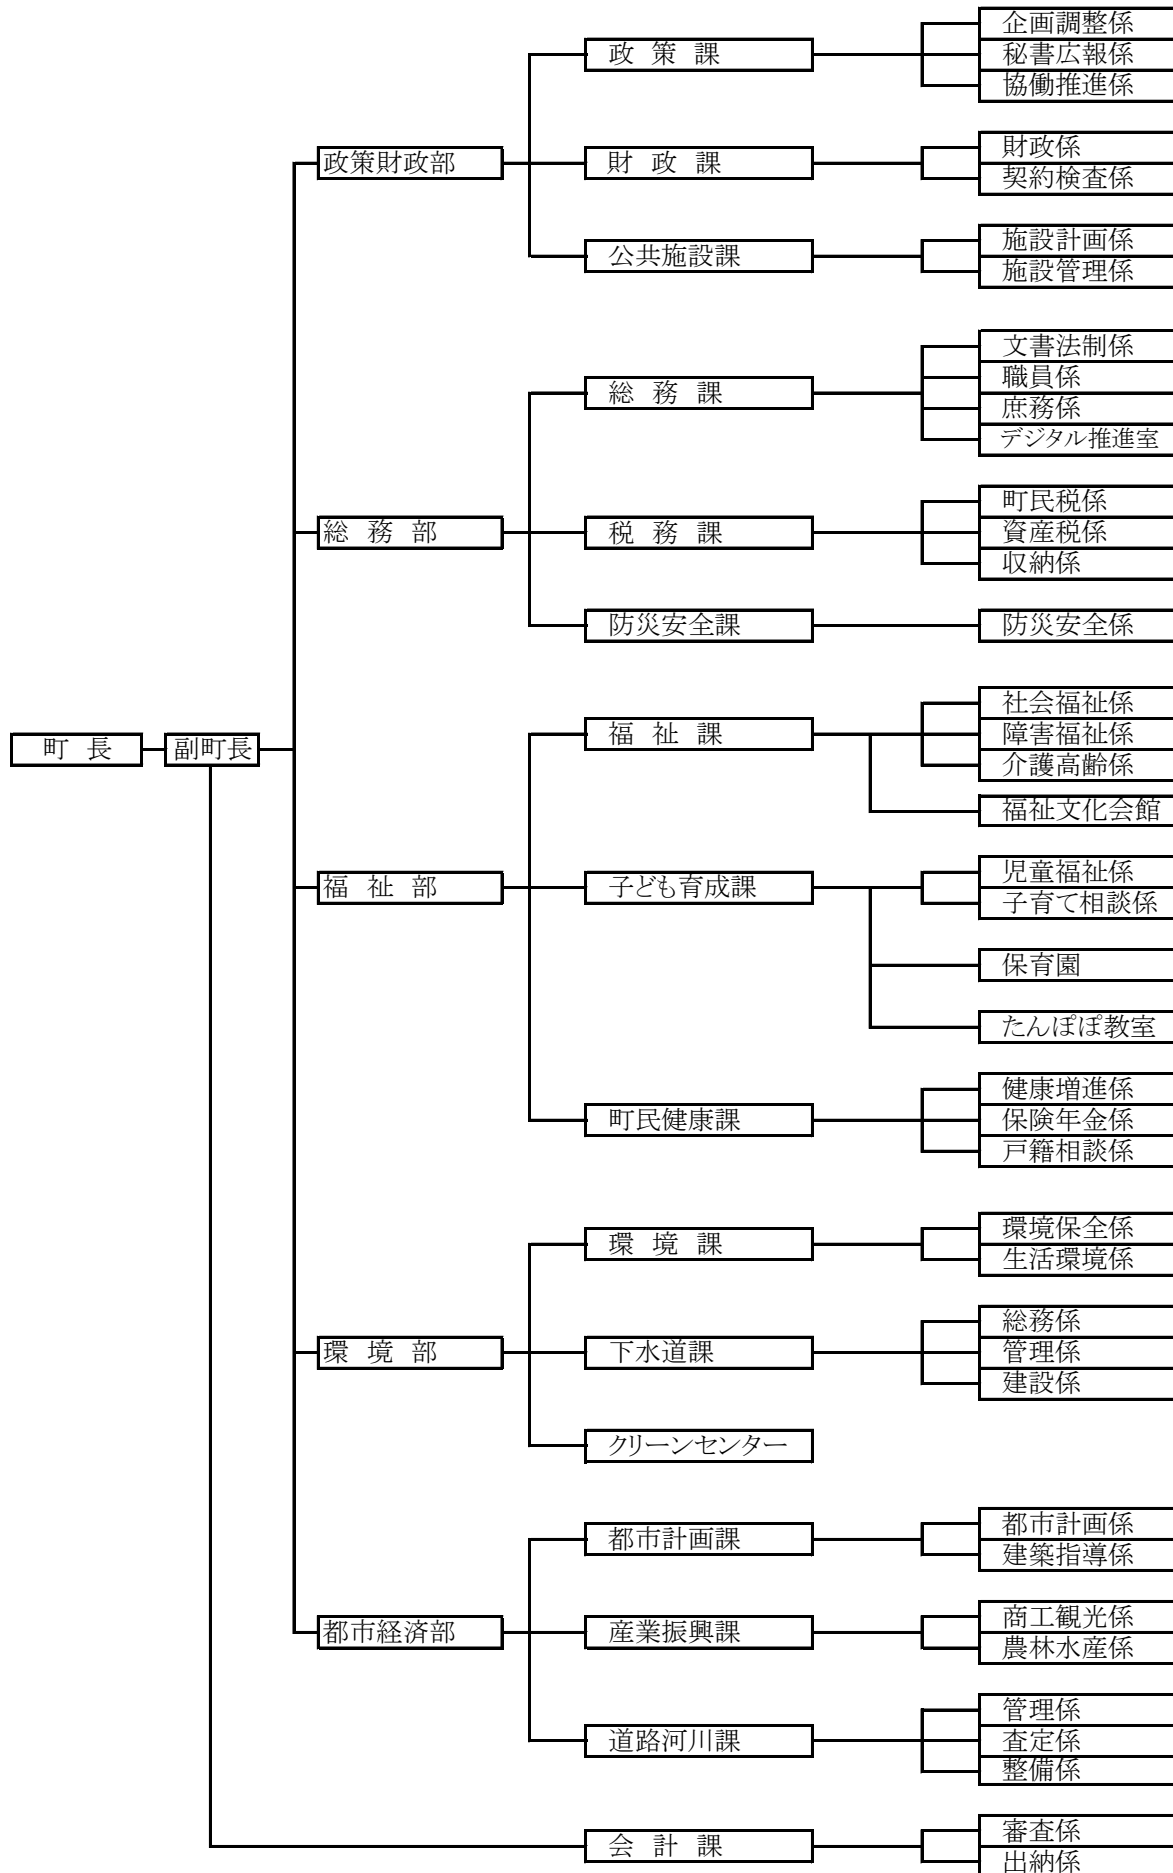 町 長
副町長
政策財政部
政 策 課
企画調整係
秘書広報係
協働推進係
財 政 課
財政係
契約検査係
公共施設課
施設計画係
施設管理係
総 務 部
総 務 課
文書法制係
職員係
庶務係
デジタル推進室
税 務 課
町民税係
資産税係
収納係
防災安全課
防災安全係
福 祉 部
福 祉 課
社会福祉係
障害福祉係
介護高齢係
福祉文化会館
子ども育成課
児童福祉係
子育て相談係
保育園
たんぽぽ教室
町民健康課
健康増進係
保険年金係
戸籍相談係
環 境 部
環 境 課
環境保全係
生活環境係
下水道課
総務係
管理係
建設係
クリーンセンター
都市経済部
都市計画課
都市計画係
建築指導係
産業振興課
商工観光係
農林水産係
道路河川課
管理係
査定係
整備係
会 計 課
審査係
出納係